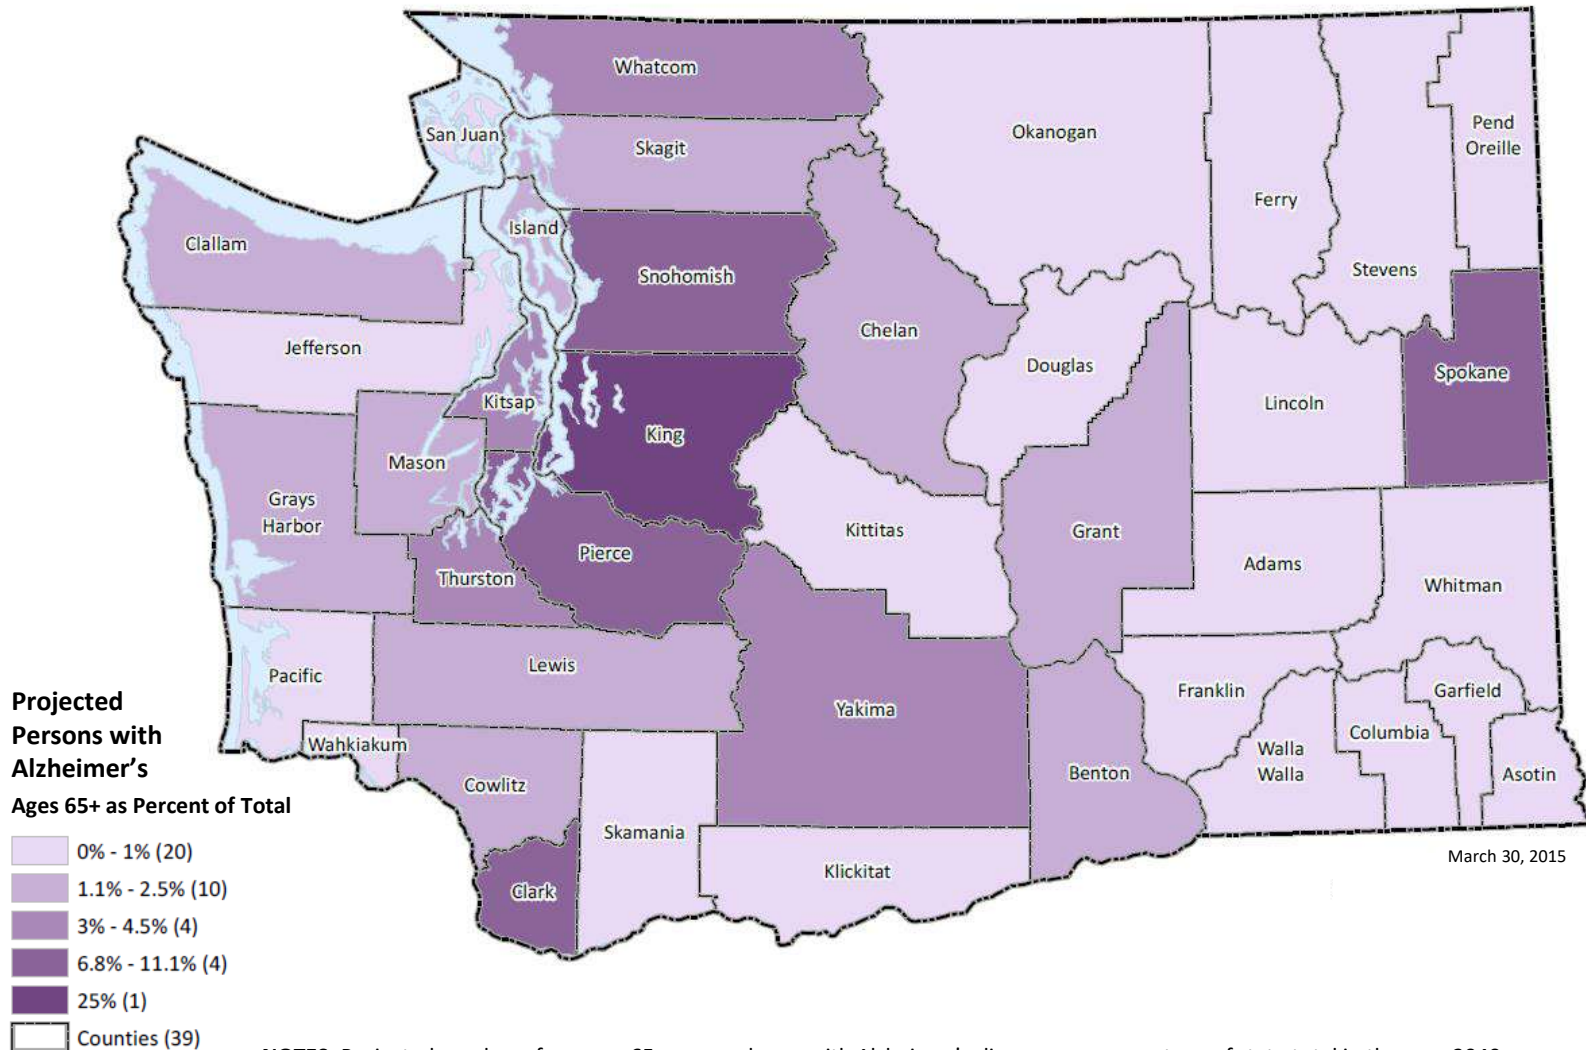 Whatcom
San Juan
Skagit
Okanogan
Pend
Oreille
Ferry
Stevens
Clallam
Island
Snohomish
Chelan
Jefferson
Douglas
Spokane
Kitsap
Lincoln
King
Mason
Grays
Harbor
Kittitas
Grant
Pierce
Adams
Thurston
Whitman
Lewis
Pacific
Franklin
Garfield
Yakima
Columbia
Wahkiakum
Walla
Walla
Benton
Asotin
Cowlitz
Skamania
Klickitat
Clark
March 30, 2015
Projected
Persons with
Alzheimer's
Ages 65+ as Percent of Total
0% - 1% (20)
1.1% - 2.5% (10)
3% - 4.5% (4)
6.8% - 11.1% (4)
25% (1)
Counties (39)